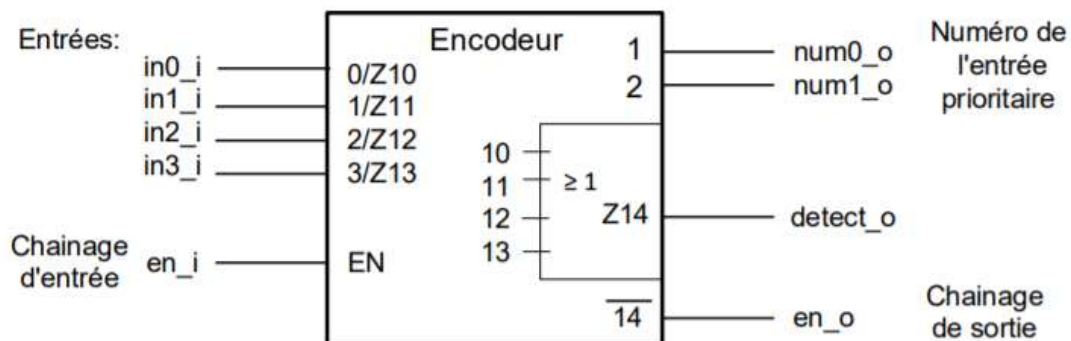 Entrées:
in0_i
in1_i
in2_i
in3_i
Chainage
d'entrée
en_i
Encodeur
0/Z10
1/Z11
2/Z12
3/Z13
EN
1
2
10
11
12
13
≥ 1
Z14
14
num0_o
num1_o
detect_o
en_o
Numéro de
l'entrée
prioritaire
Chainage
de sortie